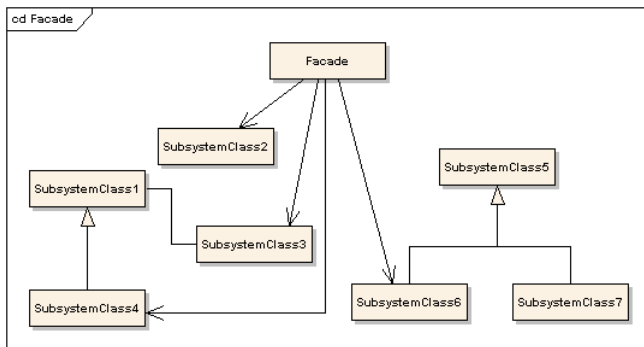 cd Facade
Facade
SubsystemClass2
SubsystemClass5
SubsystemClass1
SubsystemClass3
SubsystemClass4
SubsystemClass6
SubsystemClass7